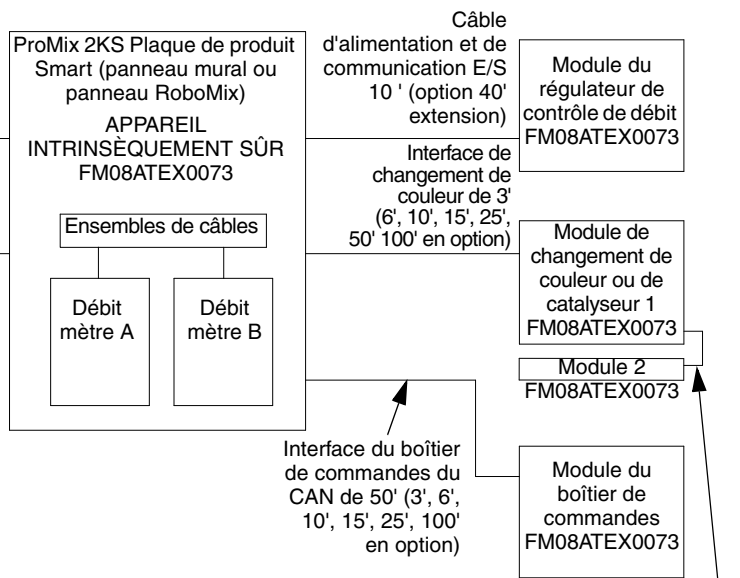 ProMix 2KS Plaque de produit
Smart (panneau mural ou
panneau RoboMix)
APPAREIL
INTRINSÈQUEMENT SÛR
FM08ATEX0073
Ensembles de câbles
Débit
mètre A
Débit
mètre B
Câble
d'alimentation et de
communication E/S
10 ' (option 40'
extension)
Module du
régulateur de
contrôle de débit
FM08ATEX0073
Interface de
changement de
couleur de 3'
(6', 10', 15', 25',
50' 100' en option)
Module de
changement de
couleur ou de
catalyseur 1
FM08ATEX0073
Module 2
FM08ATEX0073
Interface du boîtier
de commandes du
CAN de 50' (3', 6',
10', 15', 25', 100'
en option)
Module du
boîtier de
commandes
FM08ATEX0073